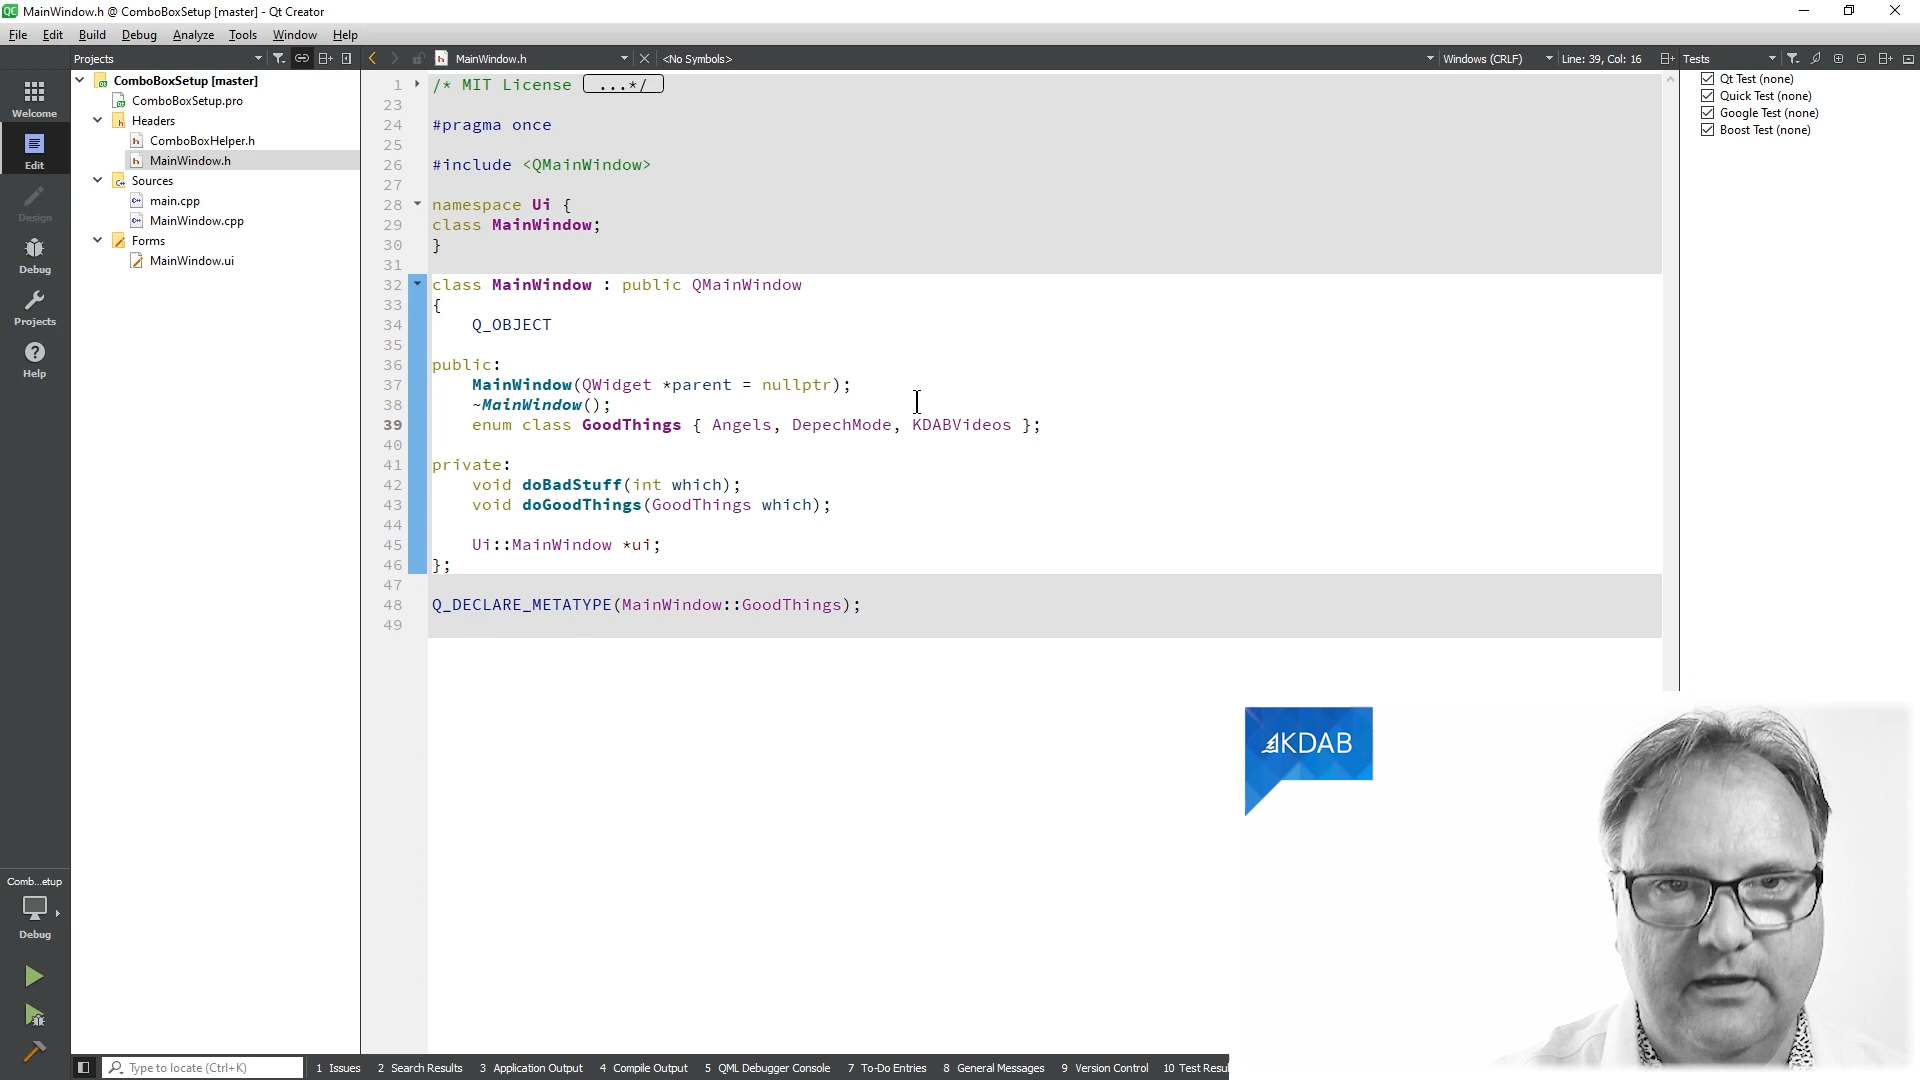 MainWindow.h @ ComboBoxSetup [master] - Qt Creator
File Edit Build Debug Analyze Tools Window Help
Projects MainWindow.h <No Symbols> Windows (CRLF) Line: 39, Col: 16 Tests
Welcome
Edit
Design
Debug
Projects
Help
Comb...etup
Debug
ComboBoxSetup [master]
ComboBoxSetup.pro
Headers
ComboBoxHelper.h
MainWindow.h
Sources
main.cpp
MainWindow.cpp
Forms
MainWindow.ui
1 /* MIT License ...*/
23
24 #pragma once
25
26 #include <QMainWindow>
27
28 namespace Ui {
29 class MainWindow;
30 }
31
32 class MainWindow : public QMainWindow
33 {
34 Q_OBJECT
35
36 public:
37 MainWindow(QWidget *parent = nullptr);
38 ~MainWindow();
39 enum class GoodThings { Angels, DepechMode, KDABVideos };
40
41 private:
42 void doBadStuff(int which);
43 void doGoodThings(GoodThings which);
44
45 Ui::MainWindow *ui;
46 };
47
48 Q_DECLARE_METATYPE(MainWindow::GoodThings);
49
Qt Test (none)
Quick Test (none)
Google Test (none)
Boost Test (none)
KDAB
Type to locate (Ctrl+K) 1 Issues 2 Search Results 3 Application Output 4 Compile Output 5 QML Debugger Console 7 To-Do Entries 8 General Messages 9 Version Control 10 Test Resul